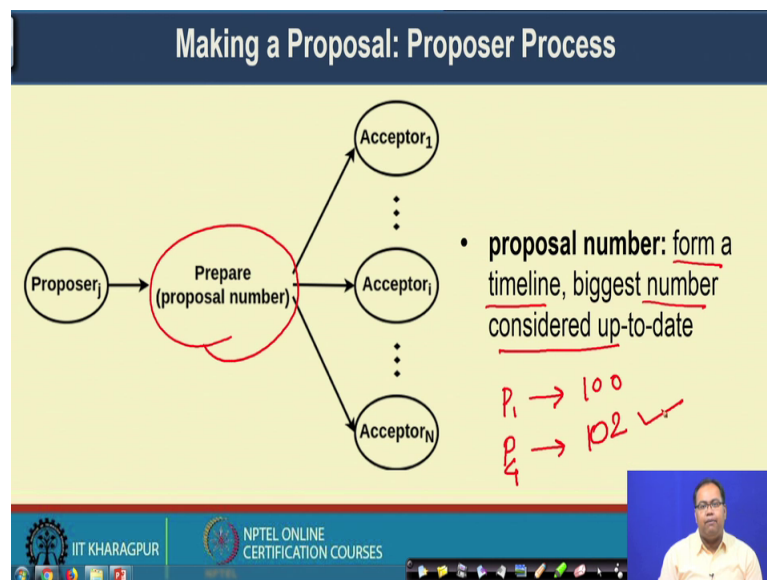 Making a Proposal: Proposer Process
Acceptor1
Proposerj
Prepare
(proposal number)
Acceptori
AcceptorN
• proposal number: form a
timeline, biggest number
considered up-to-date
P1 → 100
P4 → 102 ✓
IIT KHARAGPUR
NPTEL ONLINE
CERTIFICATION COURSES